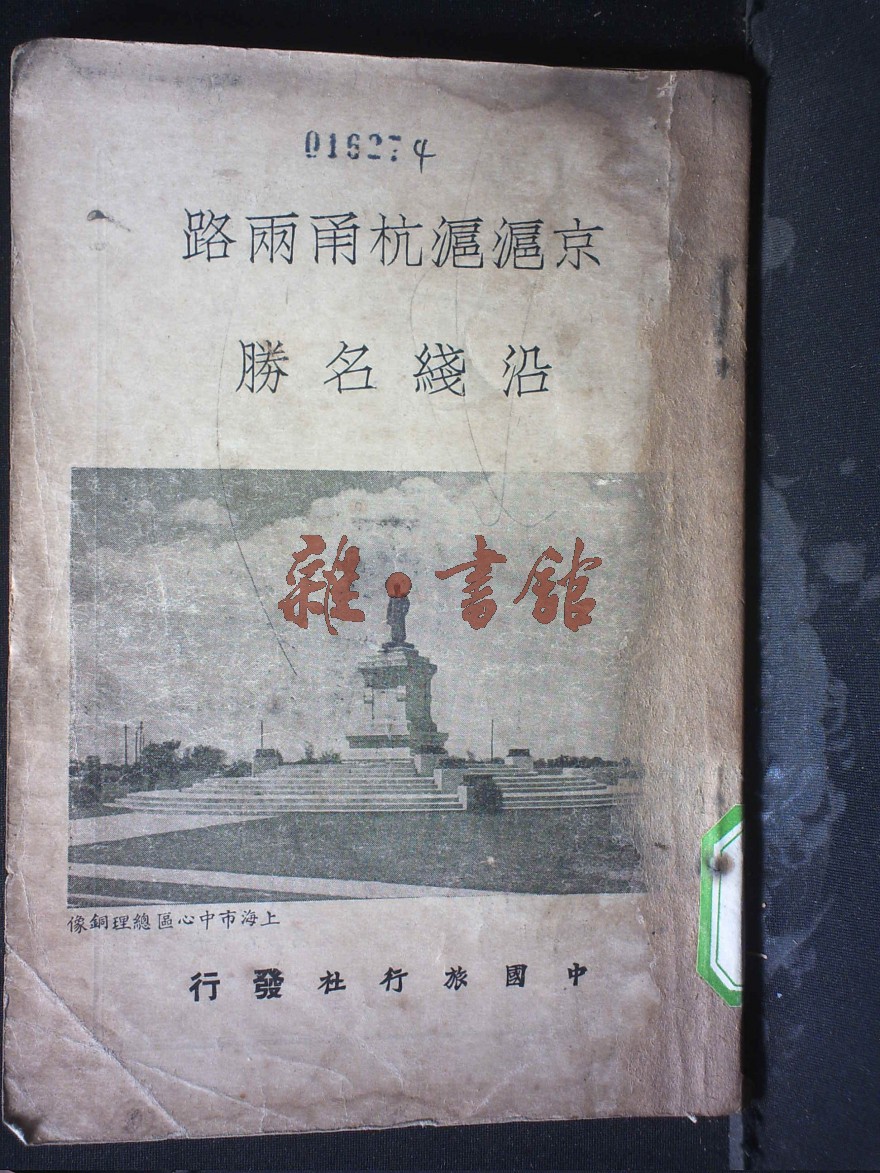 016274
京滬滬杭甬兩路
沿綫名勝
雜·書館
上海市中心區總理銅像
中國旅行社發行